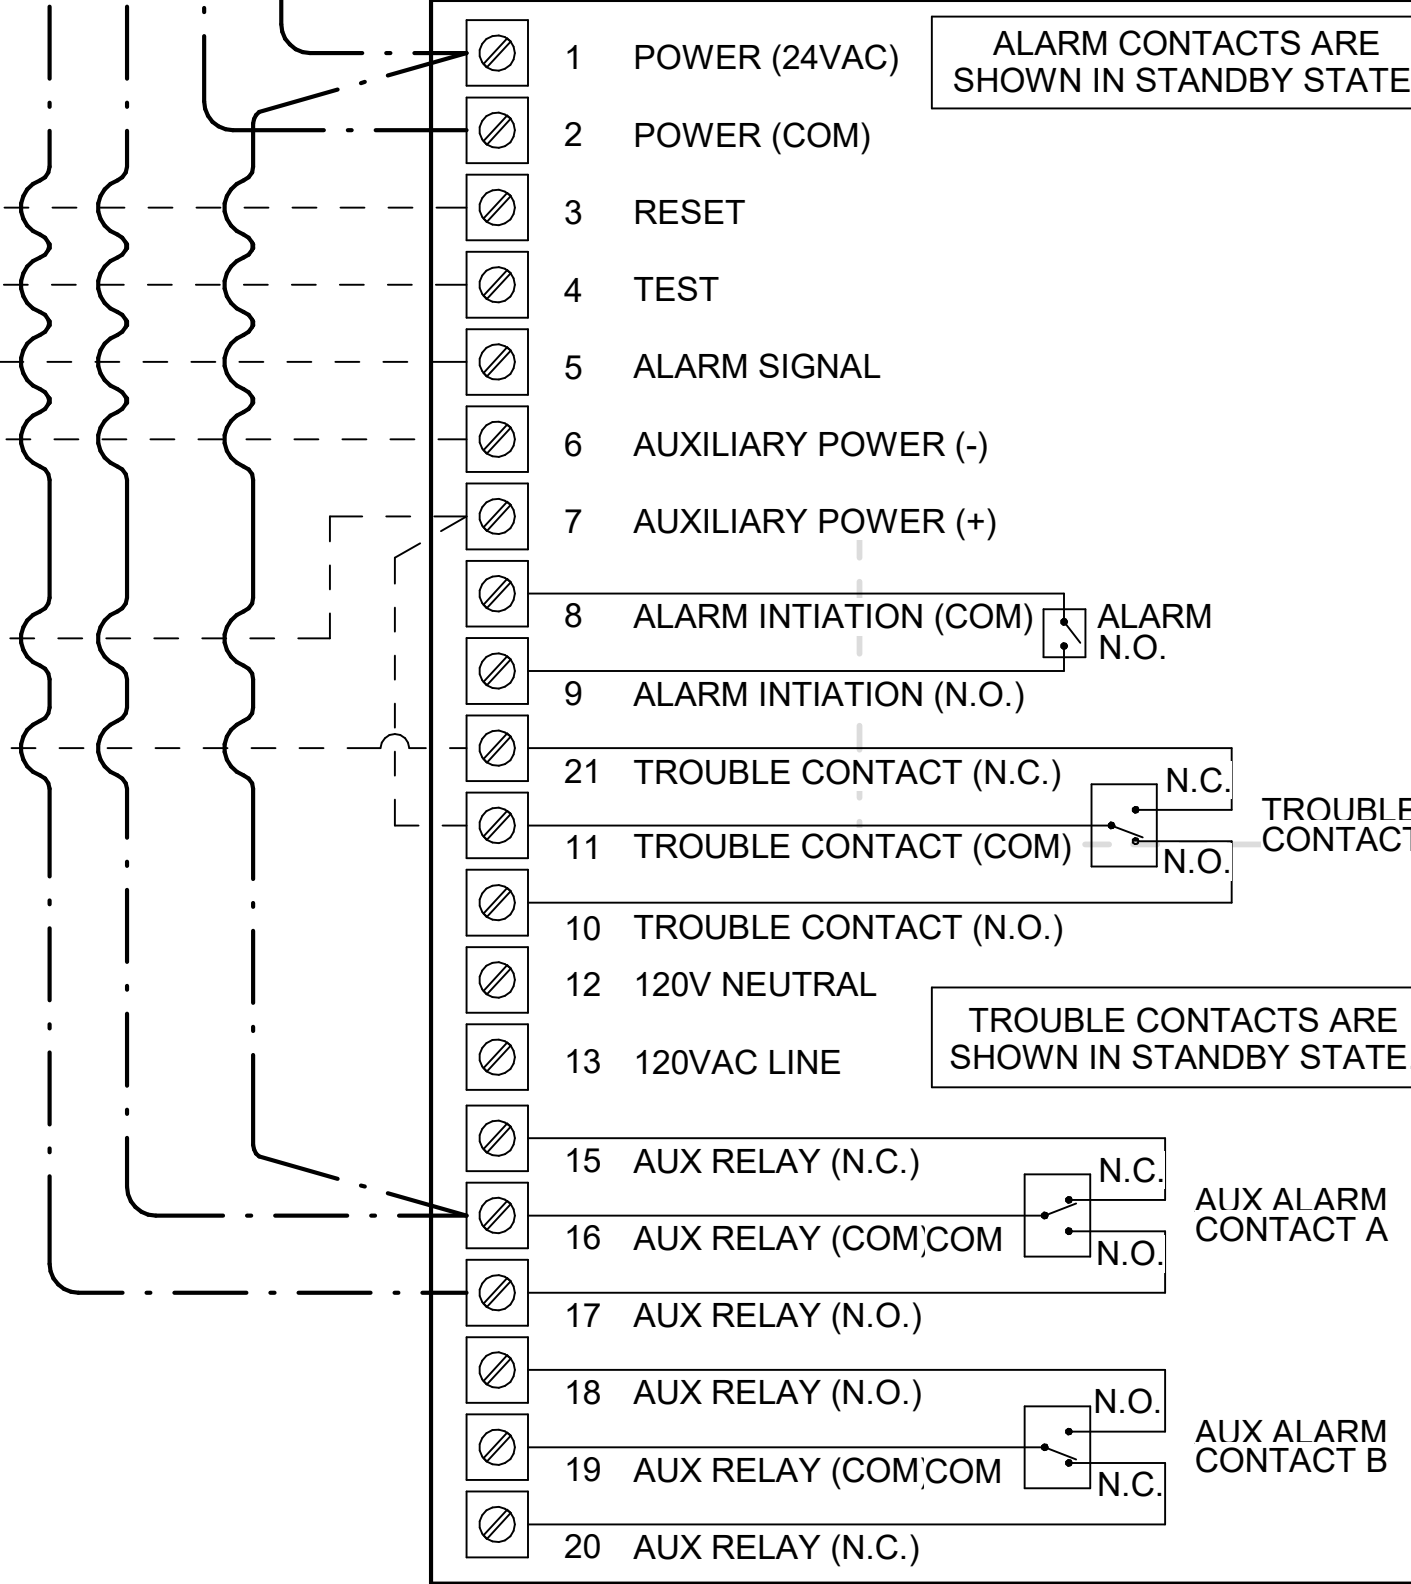 1 POWER (24VAC)
ALARM CONTACTS ARE
SHOWN IN STANDBY STATE
2 POWER (COM)
3 RESET
4 TEST
5 ALARM SIGNAL
6 AUXILIARY POWER (-)
7 AUXILIARY POWER (+)
8 ALARM INTIATION (COM)
ALARM
N.O.
9 ALARM INTIATION (N.O.)
21 TROUBLE CONTACT (N.C.)
N.C.
TROUBLE
CONTACT
11 TROUBLE CONTACT (COM)
N.O.
10 TROUBLE CONTACT (N.O.)
12 120V NEUTRAL
13 120VAC LINE
TROUBLE CONTACTS ARE
SHOWN IN STANDBY STATE.
15 AUX RELAY (N.C.)
N.C.
AUX ALARM
CONTACT A
16 AUX RELAY (COM)
COM
N.O.
17 AUX RELAY (N.O.)
18 AUX RELAY (N.O.)
N.O.
AUX ALARM
CONTACT B
19 AUX RELAY (COM)
COM
N.C.
20 AUX RELAY (N.C.)